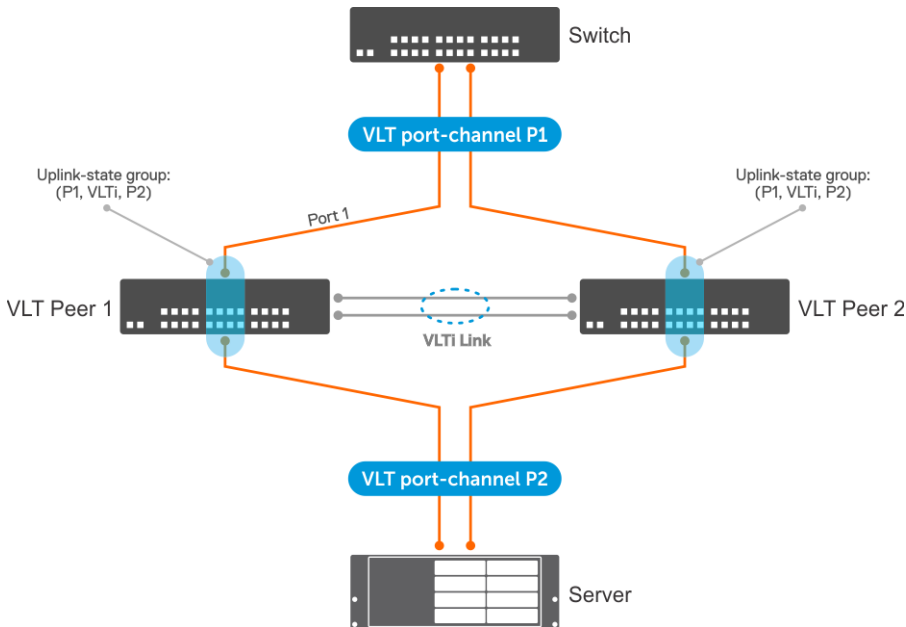 Switch
VLT port-channel P1
Uplink-state group:
(P1, VLTi, P2)
Uplink-state group:
(P1, VLTi, P2)
Port 1
VLT Peer 1
VLT Peer 2
VLTi Link
VLT port-channel P2
Server